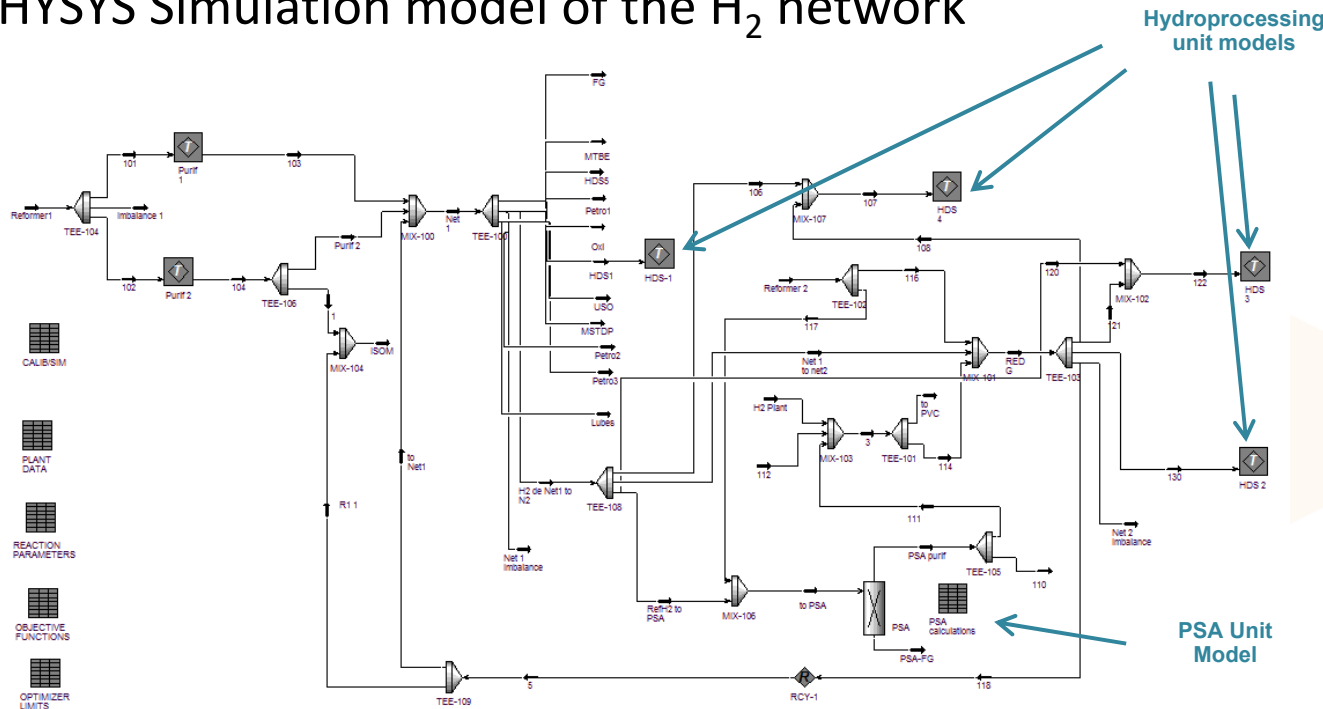 HYSYS Simulation model of the H2 network
Hydroprocessing
unit models
FG
MTBE
HDS5
Petro1
Oxl
HDS1
HDS-1
USO
MSTDP
Petro2
Petro3
Lubes
101
Purif
1
103
Reformer1
TEE-104
Imbalance 1
MIX-100
Net
1
TEE-100
Purif 2
102
Purif 2
104
TEE-106
1
MIX-104
ISOM
106
MIX-107
107
HDS
4
108
Reformer 2
TEE-102
116
117
120
MIX-102
122
HDS
3
121
Net 1
to net2
MIX-101
RED
G
TEE-103
H2 Plant
to
PVC
MIX-103
3
TEE-101
114
112
130
HDS 2
CALIB/SIM
PLANT
DATA
REACTION
PARAMETERS
OBJECTIVE
FUNCTIONS
OPTIMIZER
LIMITS
to
Net1
R1 1
H2 de Net1 to
N2
TEE-108
Net 1
Imbalance
111
Net 2
Imbalance
PSA purif
TEE-105
110
RefH2 to
PSA
MIX-106
to PSA
PSA
PSA
calculations
PSA-FG
PSA Unit
Model
TEE-109
5
R
RCY-1
118
T
T
T
T
T
T